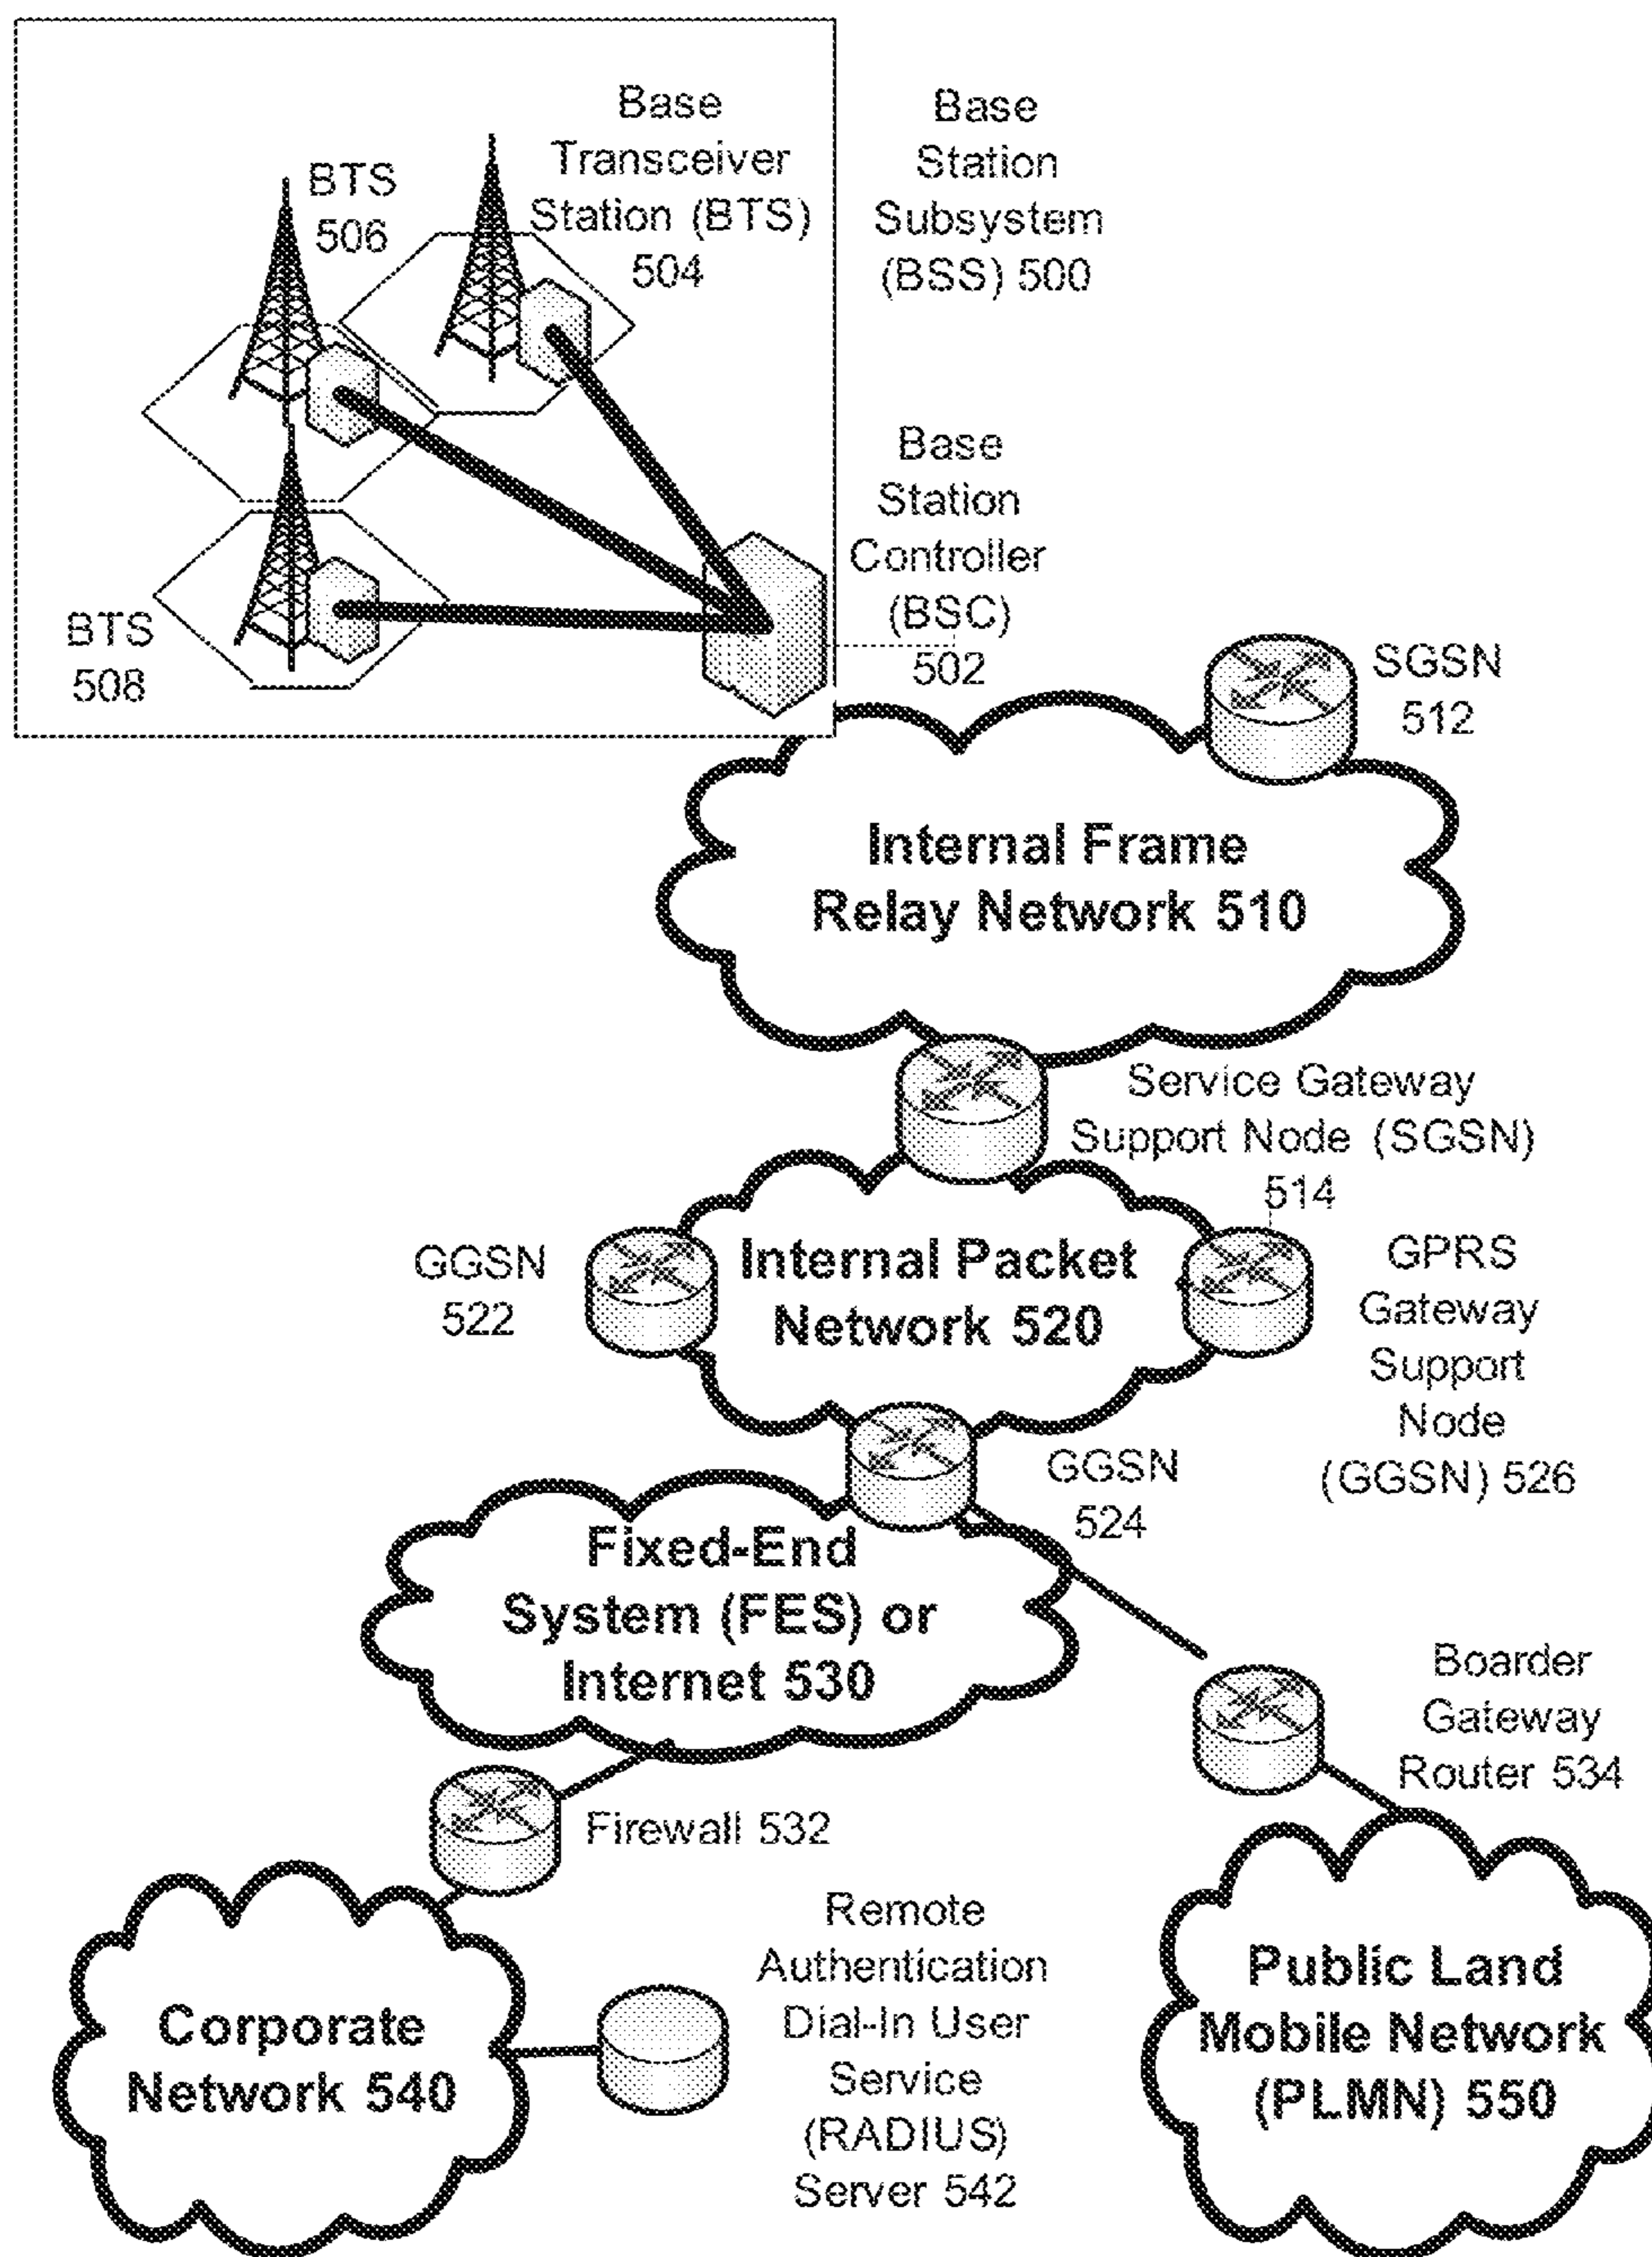 Base
Transceiver
Station (BTS)
504
BTS
506
BTS
508
Base
Station
Subsystem
(BSS) 500
Base
Station
Controller
(BSC)
502
SGSN
512
Internal Frame
Relay Network 510
Service Gateway
Support Node (SGSN)
514
GGSN
522
Internal Packet
Network 520
GPRS
Gateway
Support
Node
(GGSN) 526
GGSN
524
Fixed-End
System (FES) or
Internet 530
Boarder
Gateway
Router 534
Firewall 532
Remote
Authentication
Dial-In User
Service
(RADIUS)
Server 542
Corporate
Network 540
Public Land
Mobile Network
(PLMN) 550